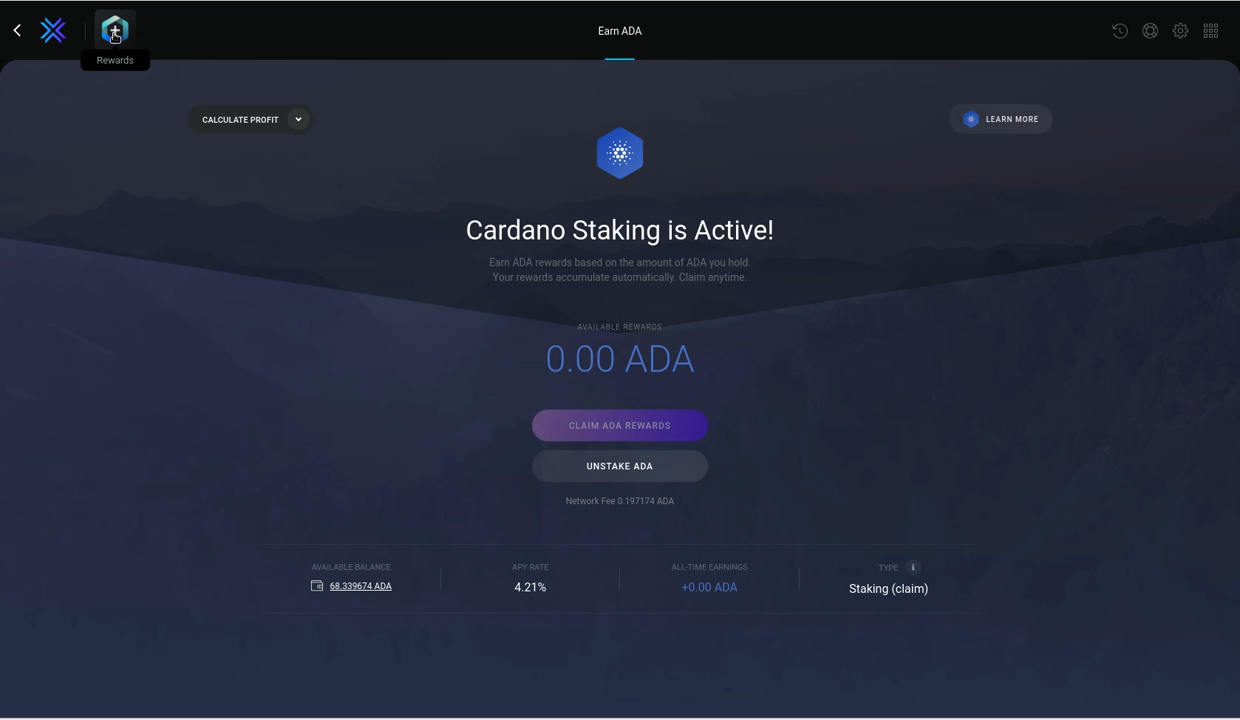 Earn ADA
Rewards
CALCULATE PROFIT
LEARN MORE
Cardano Staking is Active!
Earn ADA rewards based on the amount of ADA you hold.
Your rewards accumulate automatically. Claim anytime.
AVAILABLE REWARDS
0.00 ADA
CLAIM ADA REWARDS
UNSTAKE ADA
Network Fee 0.197174 ADA
AVAILABLE BALANCE
68.339674 ADA
APY RATE
4.21%
ALL-TIME EARNINGS
+0.00 ADA
TYPE i
Staking (claim)